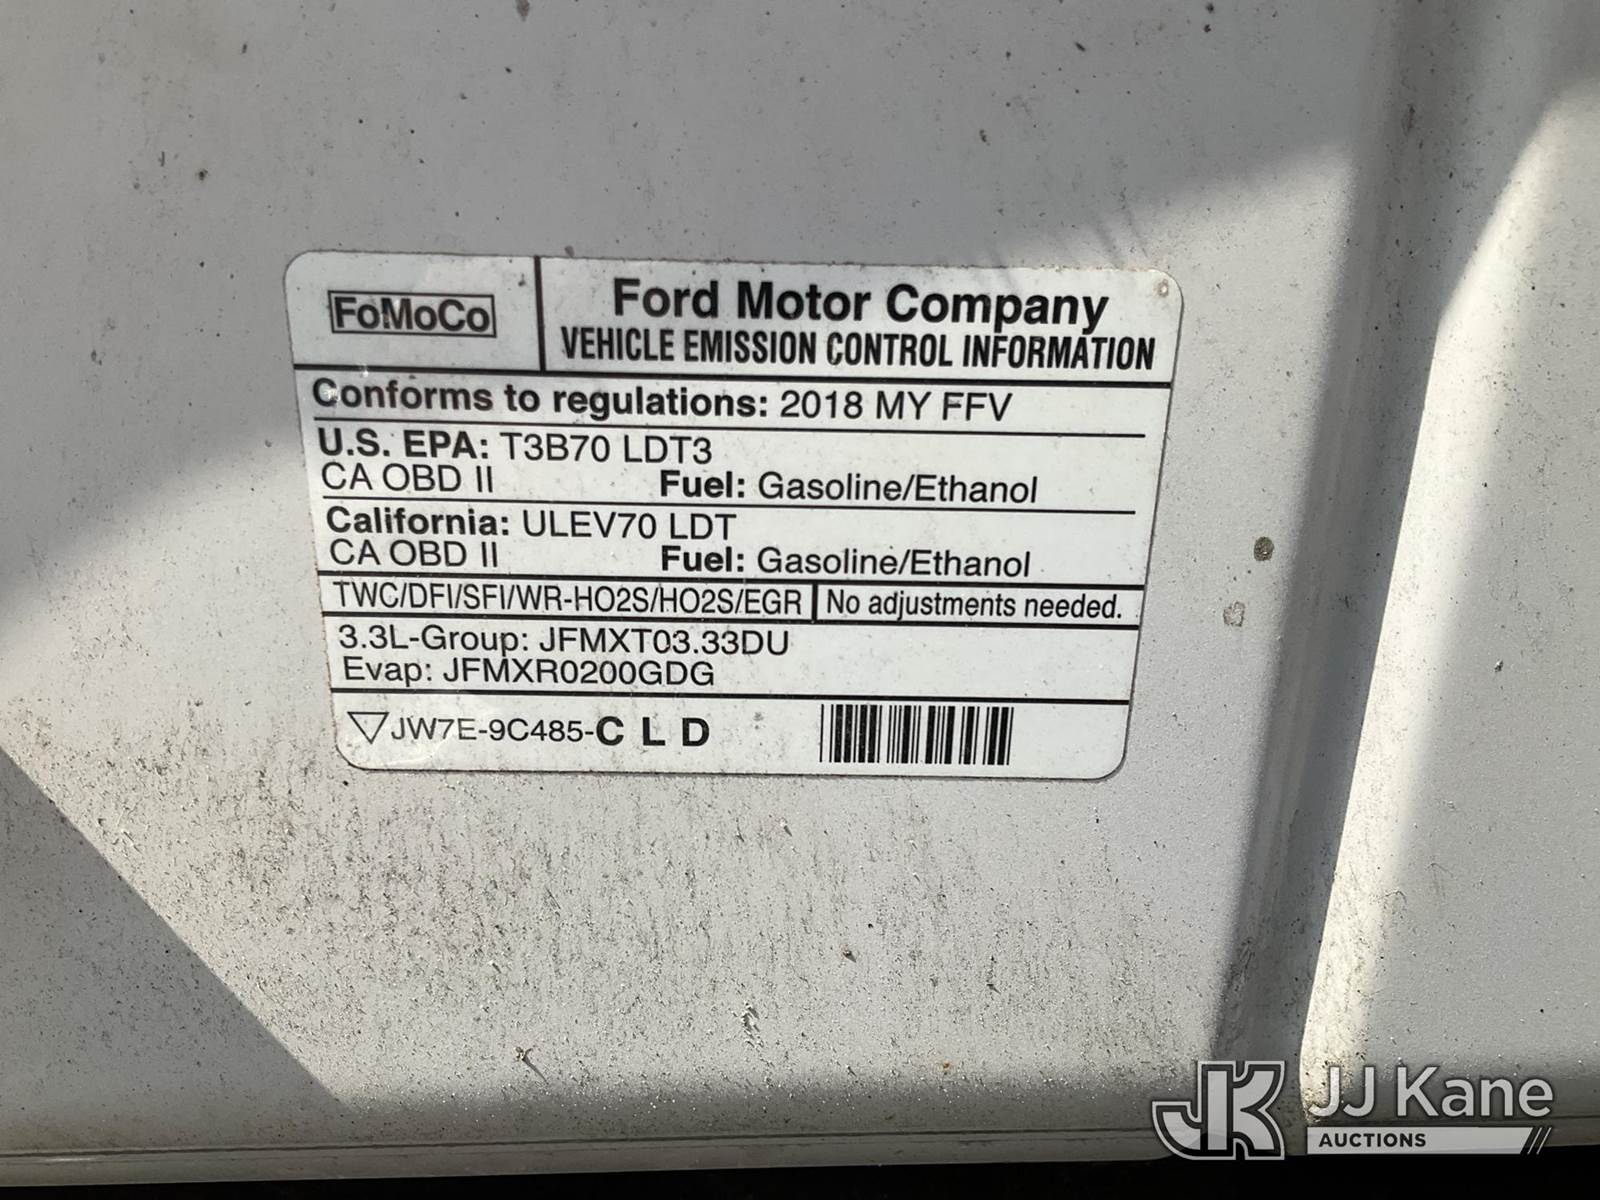 FoMoCo
Ford Motor Company
VEHICLE EMISSION CONTROL INFORMATION
Conforms to regulations: 2018 MY FFV
U.S. EPA: T3B70 LDT3
CA OBD II Fuel: Gasoline/Ethanol
California: ULEV70 LDT
CA OBD II Fuel: Gasoline/Ethanol
TWC/DFI/SFI/WR-HO2S/HO2S/EGR No adjustments needed.
3.3L-Group: JFMXT03.33DU
Evap: JFMXR0200GDG
JW7E-9C485-C L D
JK JJ Kane
AUCTIONS